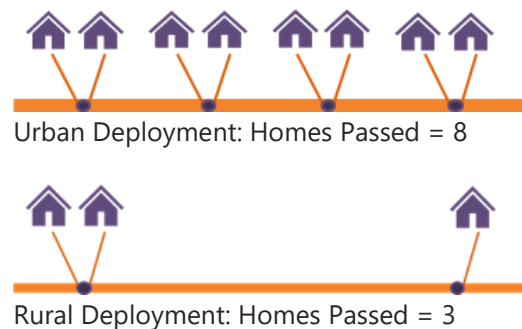 Urban Deployment: Homes Passed = 8
Rural Deployment: Homes Passed = 3